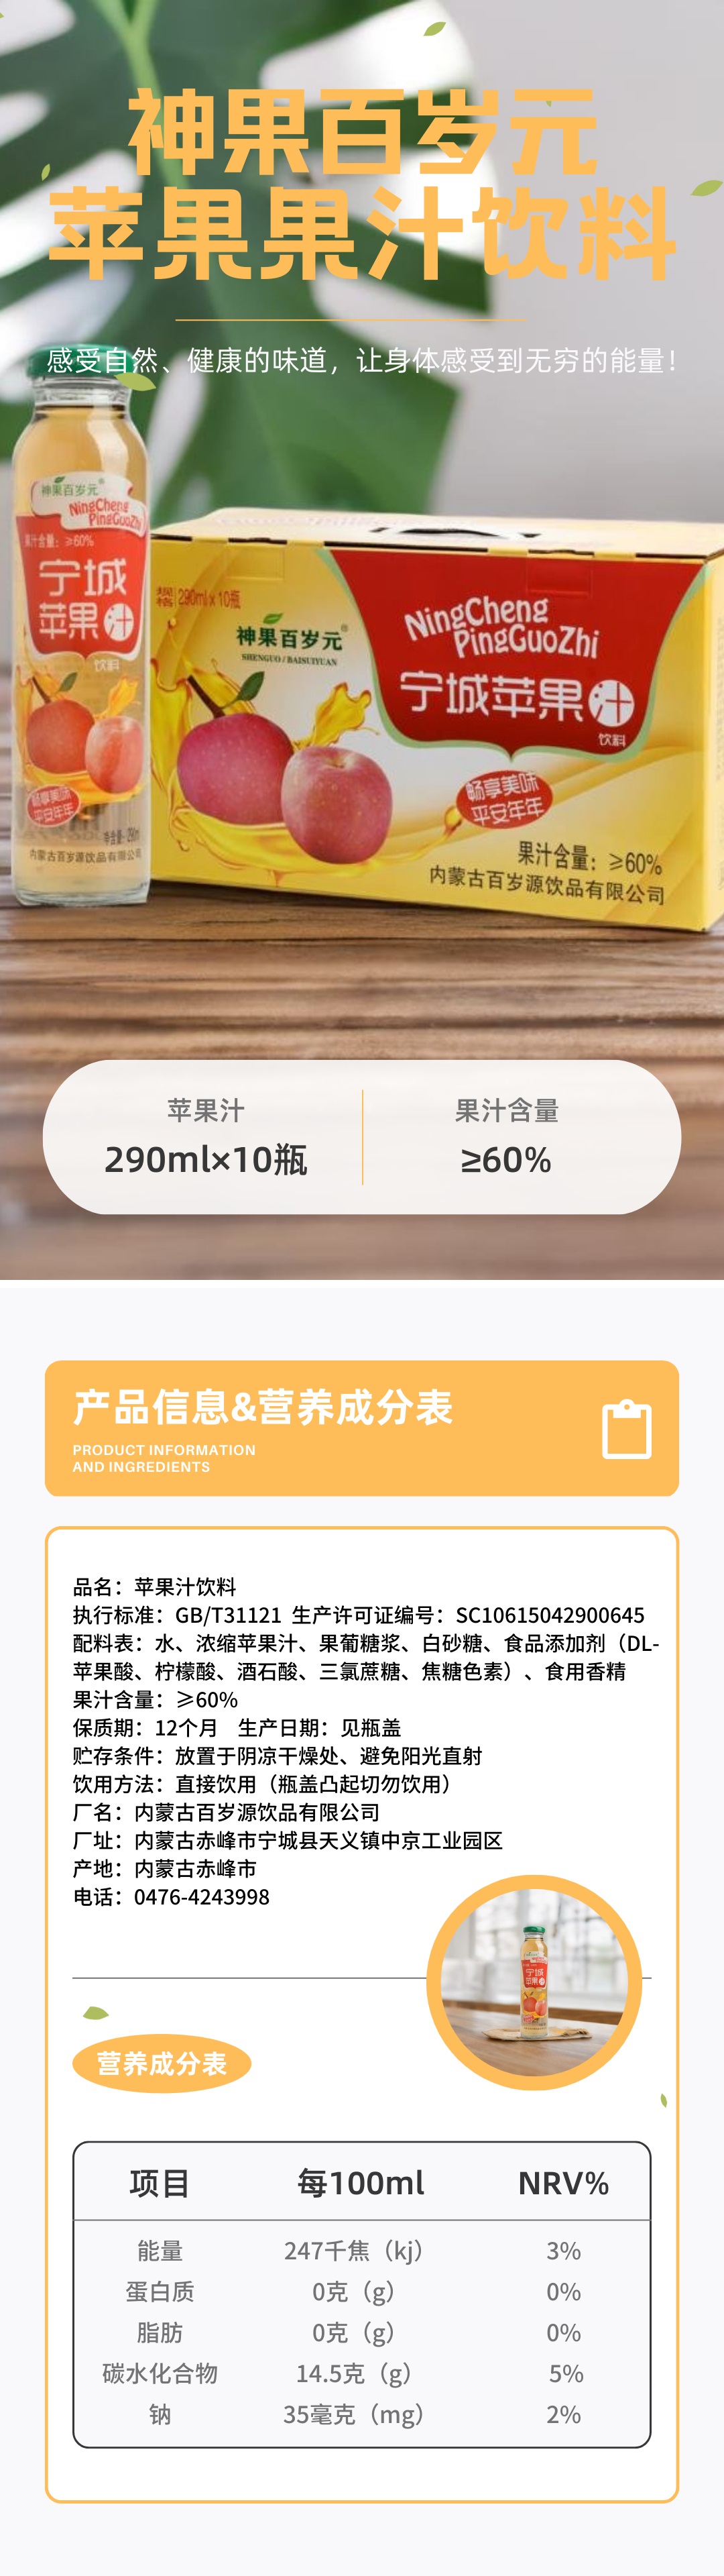 神果百岁元
苹果果汁饮料
感受自然、健康的味道，让身体感受到无穷的能量！
神果百岁元®
NingCheng
PingGuoZhi
果汁含量：≥60%
宁城
苹果汁
饮料
畅享美味
平安年年
净含量：290ml
内蒙古百岁源饮品有限公司
规格 290ml x 10瓶
神果百岁元®
SHENGUO / BAISUIYUAN
NingCheng
PingGuoZhi
宁城苹果汁
饮料
畅享美味
平安年年
果汁含量：≥60%
内蒙古百岁源饮品有限公司
苹果汁 果汁含量
290ml×10瓶 ≥60%
产品信息&营养成分表
PRODUCT INFORMATION
AND INGREDIENTS
品名：苹果汁饮料
执行标准：GB/T31121 生产许可证编号：SC10615042900645
配料表：水、浓缩苹果汁、果葡糖浆、白砂糖、食品添加剂（DL-
苹果酸、柠檬酸、酒石酸、三氯蔗糖、焦糖色素）、食用香精
果汁含量：≥60%
保质期：12个月 生产日期：见瓶盖
贮存条件：放置于阴凉干燥处、避免阳光直射
饮用方法：直接饮用（瓶盖凸起切勿饮用）
厂名：内蒙古百岁源饮品有限公司
厂址：内蒙古赤峰市宁城县天义镇中京工业园区
产地：内蒙古赤峰市
电话：0476-4243998
宁城
苹果汁
营养成分表
项目 每100ml NRV%
能量 247千焦（kj） 3%
蛋白质 0克（g） 0%
脂肪 0克（g） 0%
碳水化合物 14.5克（g） 5%
钠 35毫克（mg） 2%